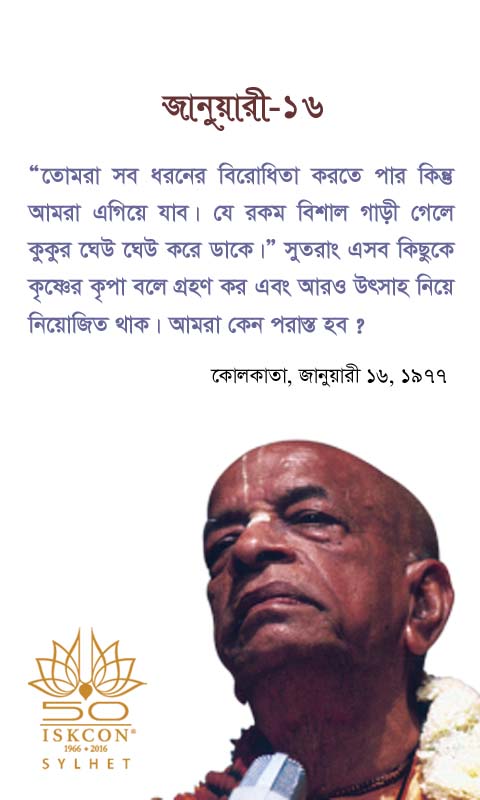 জানুয়ারী-১৬
“তোমরা সব ধরনের বিরোধিতা করতে পার কিন্তু
আমরা এগিয়ে যাব। যে রকম বিশাল গাড়ী গেলে
কুকুর ঘেউ ঘেউ করে ডাকে।” সুতরাং এসব কিছুকে
কৃষ্ণের কৃপা বলে গ্রহণ কর এবং আরও উৎসাহ নিয়ে
নিয়োজিত থাক। আমরা কেন পরাস্ত হব ?
কোলকাতা, জানুয়ারী ১৬, ১৯৭৭
50
ISKCON®
1966 • 2016
SYLHET